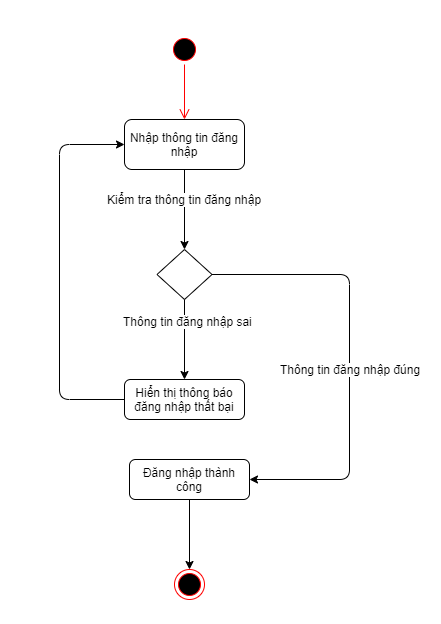 Nhập thông tin đăng
nhập
Kiểm tra thông tin đăng nhập
Thông tin đăng nhập sai
Thông tin đăng nhập đúng
Hiển thị thông báo
đăng nhập thất bại
Đăng nhập thành
công